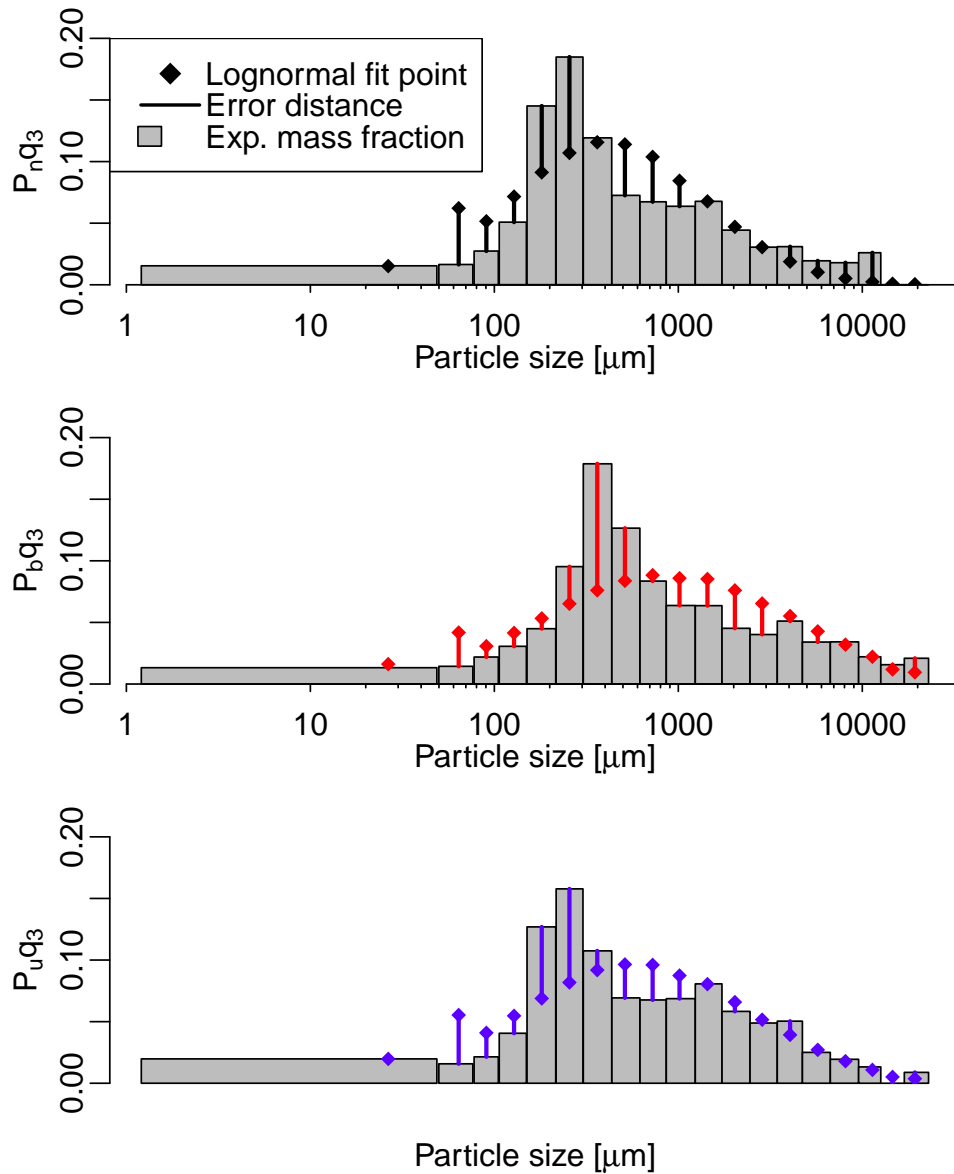 0.20
0.10
0.00
Pnq3
Lognormal fit point
Error distance
Exp. mass fraction
1 10 100 1000 10000
Particle size [μm]
0.20
0.10
0.00
Pbq3
1 10 100 1000 10000
Particle size [μm]
0.20
0.10
0.00
Puq3
Particle size [μm]